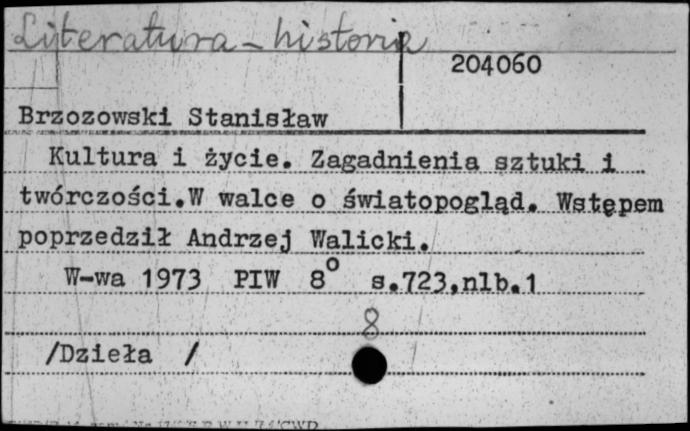 Literatura – historia
204060
Brzozowski Stanisław
Kultura i życie. Zagadnienia sztuki i
twórczości.W walce o światopogląd. Wstępem
poprzedził Andrzej Walicki.
W-wa 1973 PIW 8° s.723,nlb.1
8
/Dzieła /